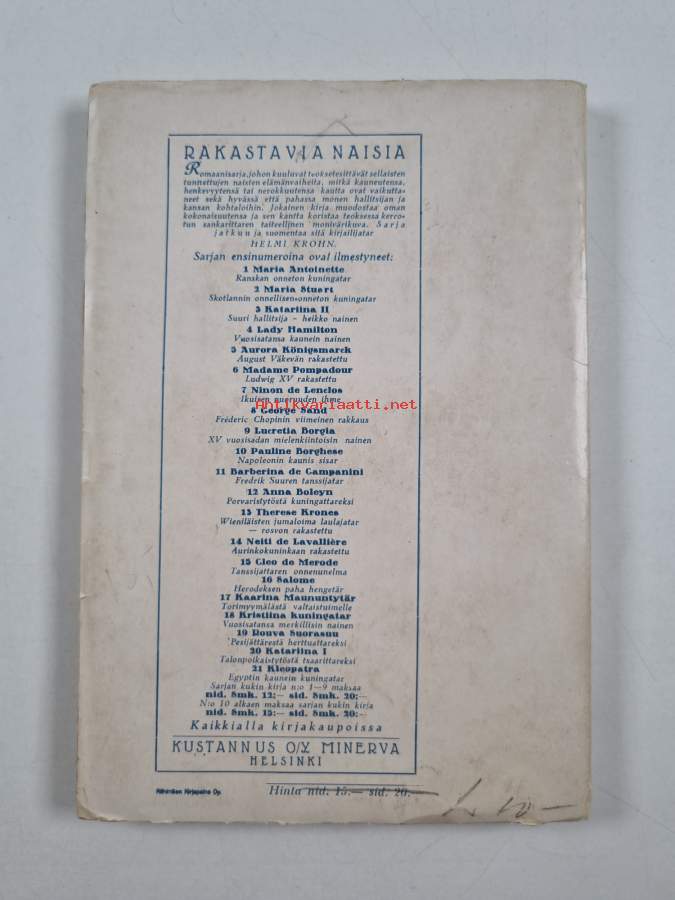 RAKASTAVIA NAISIA
Romaanisarja, johon kuuluvat teokset esittävät sellaisten
tunnettujen naisten elämänvaiheita, mitkä kauneutensa,
henkevyytensä tai nerokkuutensa kautta ovat vaikutta-
neet sekä hyvässä että pahassa monen hallitsijan ja
kansan kohtaloihin. Jokainen kirja muodostaa oman
kokonaisuutensa ja sen kantta koristaa teoksessa kerro-
tun sankarittaren taiteellinen monivärikuva. Sarja
jatkuu ja suomentaa sitä kirjailijatar
HELMI KROHN.
Sarjan ensinumeroina ovat ilmestyneet:
1 Maria Antoinette
Ranskan onneton kuningatar
2 Maria Stuart
Skotlannin onnellisen-onneton kuningatar
3 Katariina II
Suuri hallitsija – heikko nainen
4 Lady Hamilton
Vuosisatansa kaunein nainen
5 Aurora Königsmarck
August Väkevän rakastettu
6 Madame Pompadour
Ludwig XV rakastettu
7 Ninon de Lenclos
Ikuisen nuoruuden ihme
Antikvariaatti.net
8 George Sand
Fréderic Chopinin viimeinen rakkaus
9 Lucretia Borgia
XV vuosisadan mielenkiintoisin nainen
10 Pauline Borghese
Napoleonin kaunis sisar
11 Barberina de Campanini
Fredrik Suuren tanssijatar
12 Anna Boleyn
Porvaristytöstä kuningattareksi
13 Therese Krones
Wieniläisten jumaloima laulajatar
— rosvon rakastettu
14 Neiti de Lavallière
Aurinkokuninkaan rakastettu
15 Cleo de Merode
Tanssijattaren onnenunelma
16 Salome
Herodeksen paha hengetär
17 Kaarina Maununtytär
Torimyymälästä valtaistuimelle
18 Kristiina kuningatar
Vuosisatansa merkillisin nainen
19 Rouva Suorasuu
Pesijättärestä herttuattareksi
20 Katariina I
Talonpoikaistytöstä tsaarittareksi
21 Kleopatra
Egyptin kaunein kuningatar
Sarjan kukin kirja n:o 1—9 maksaa
nid. Smk. 12:— sid. Smk. 20:—
N:o 10 alkaen maksaa sarjan kukin kirja
nid. Smk. 15:— sid. Smk. 20:—
Kaikkialla kirjakaupoissa
KUSTANNUS O/Y. MINERVA
HELSINKI
Riihimäen Kirjapaino Oy.
Hinta nid. 15:— sid. 20:—